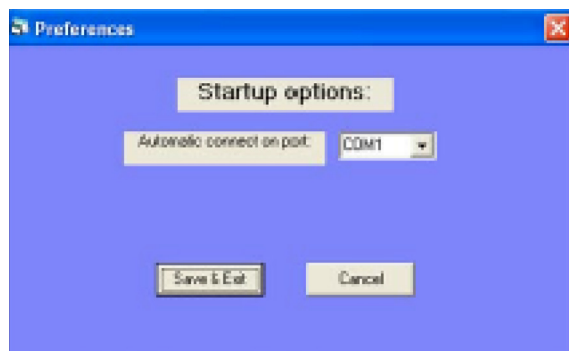 Preferences
Startup options:
Automatic connect on port:
COM1
Save & Exit
Cancel